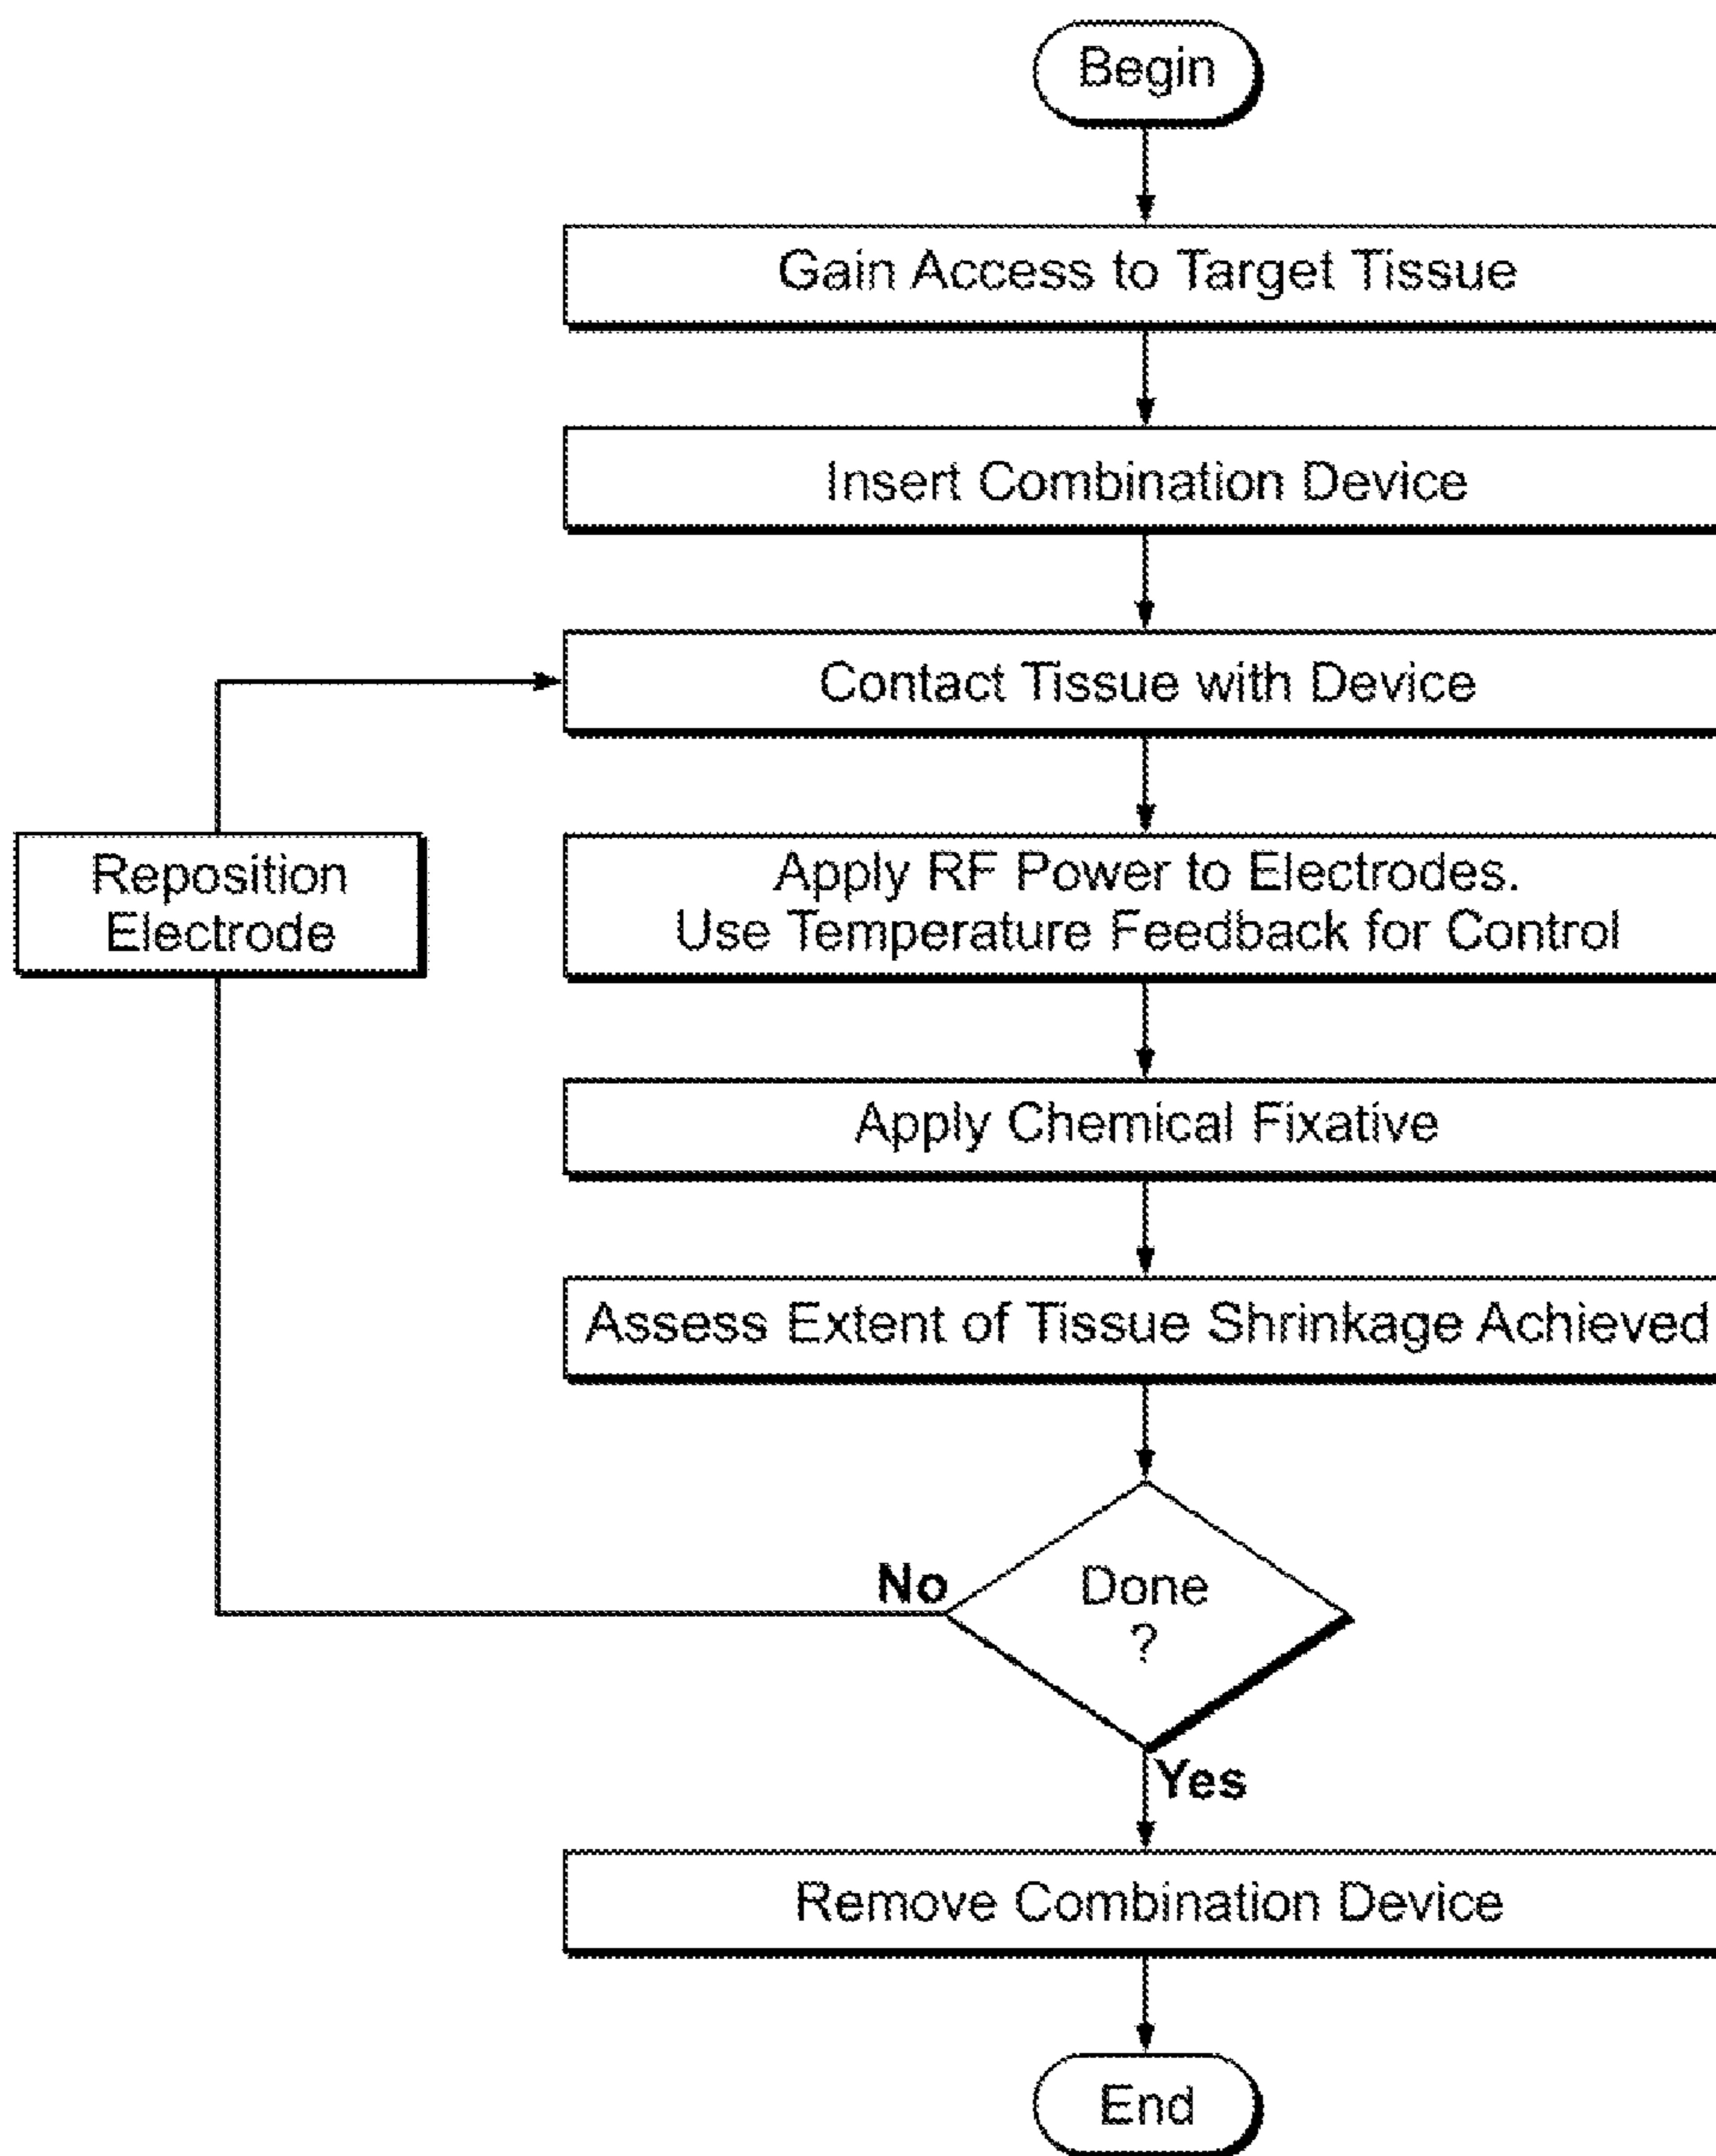 Begin
Gain Access to Target Tissue
Insert Combination Device
Contact Tissue with Device
Reposition
Electrode
Apply RF Power to Electrodes.
Use Temperature Feedback for Control
Apply Chemical Fixative
Assess Extent of Tissue Shrinkage Achieved
No
Done
?
Yes
Remove Combination Device
End